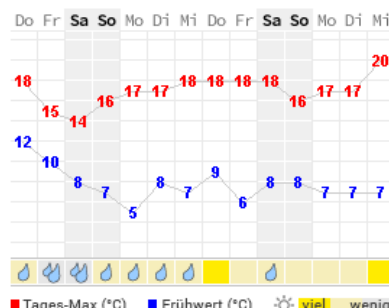 Do Fr Sa So Mo Di Mi Do Fr Sa So Mo Di Mi
18 15 14 16 17 17 18 18 18 18 16 17 17 20
12 10 8 7 5 8 7 9 6 8 8 7 7 7
Tages-Max (°C) Frühwert (°C) viel wenig